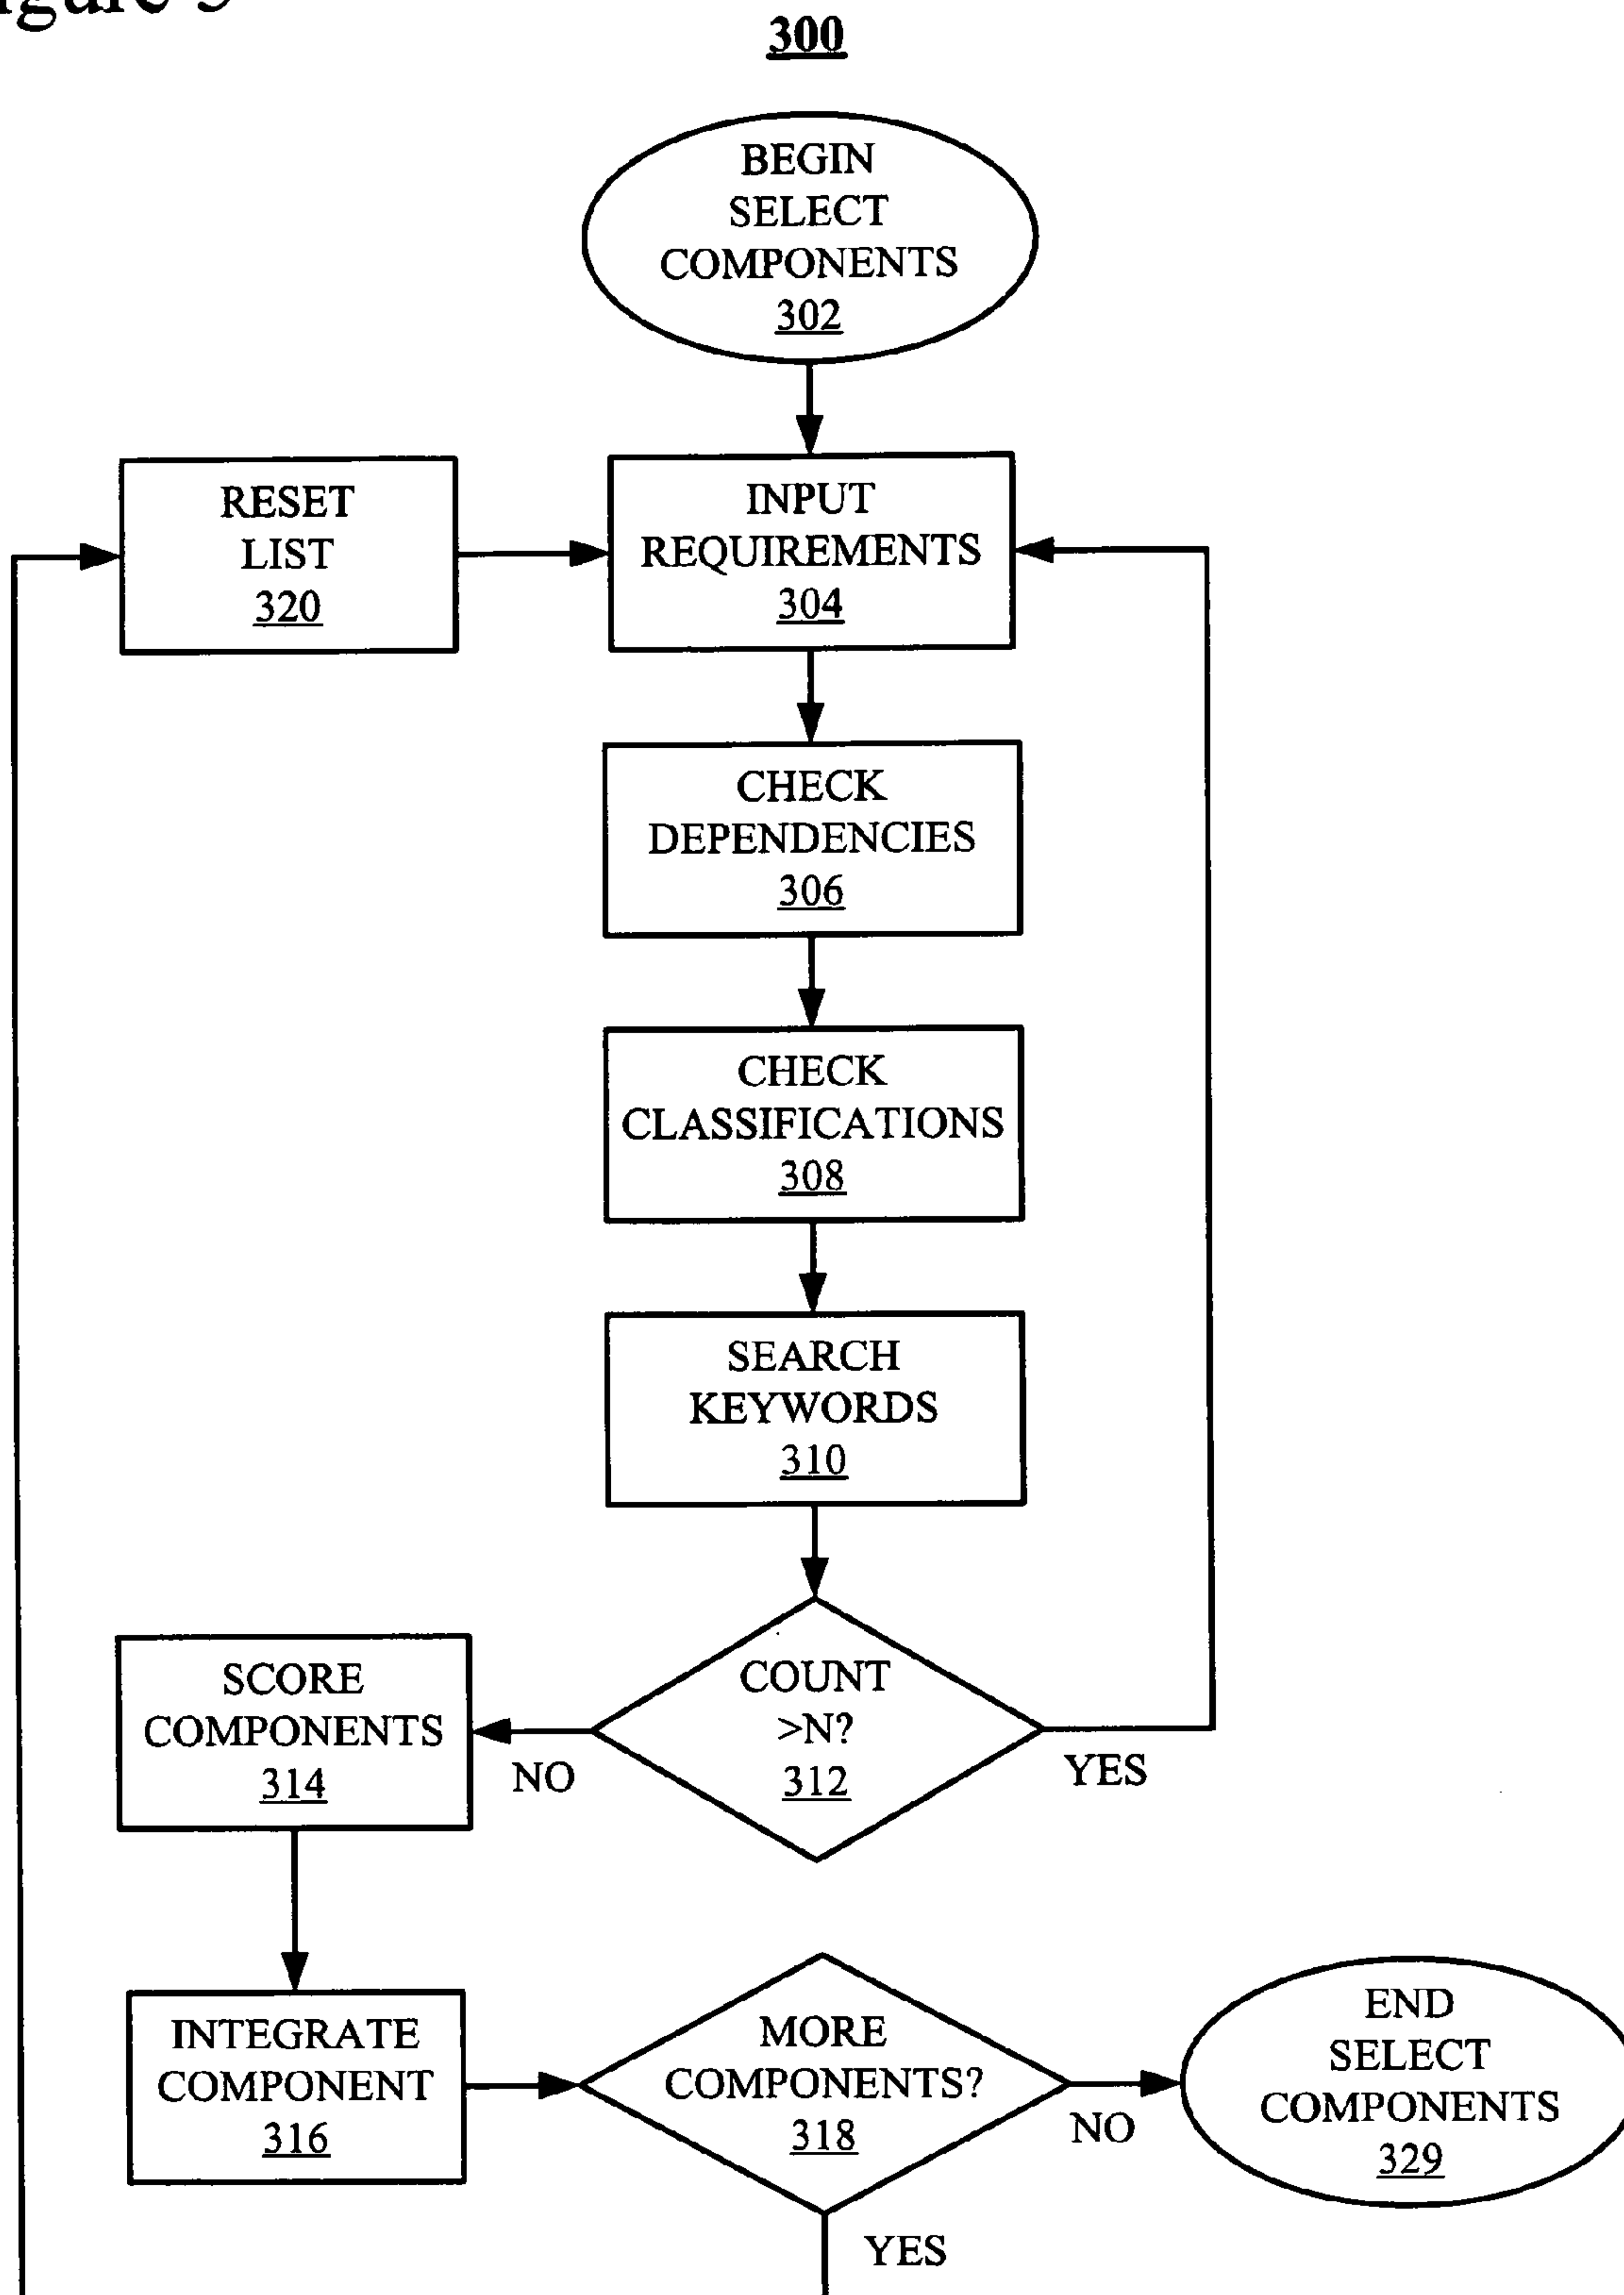 300
BEGIN
SELECT
COMPONENTS
302
RESET
LIST
320
INPUT
REQUIREMENTS
304
CHECK
DEPENDENCIES
306
CHECK
CLASSIFICATIONS
308
SEARCH
KEYWORDS
310
COUNT
>N?
312
YES
NO
SCORE
COMPONENTS
314
INTEGRATE
COMPONENT
316
MORE
COMPONENTS?
318
NO
YES
END
SELECT
COMPONENTS
329